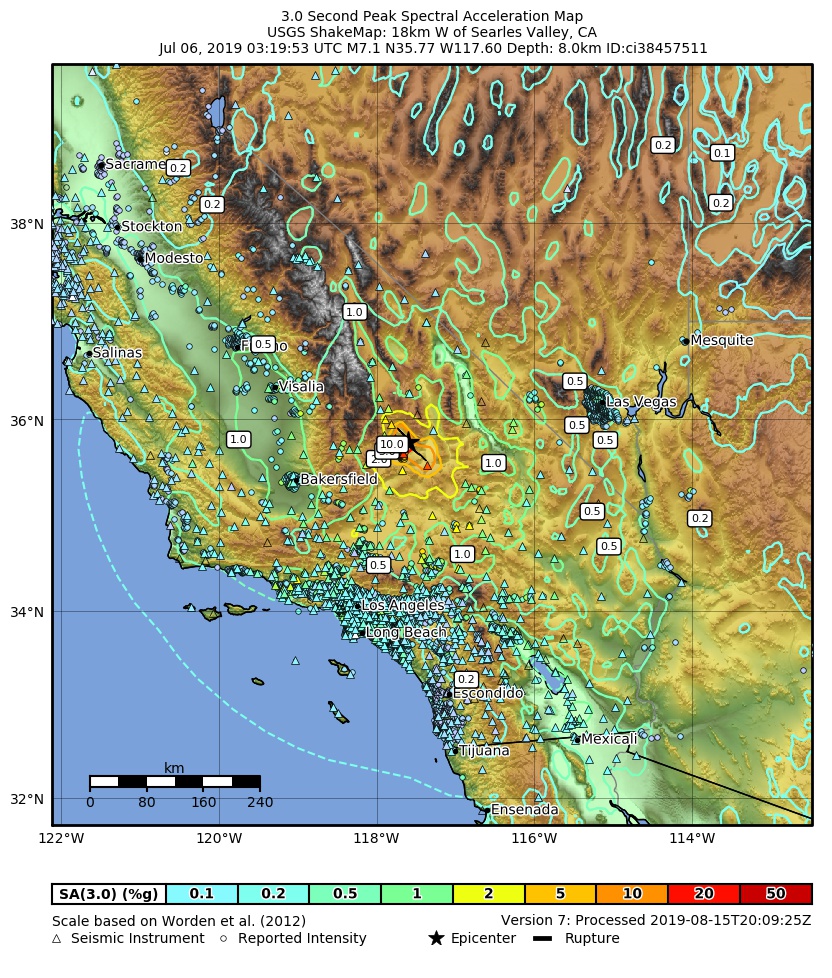 3.0 Second Peak Spectral Acceleration Map
USGS ShakeMap: 18km W of Searles Valley, CA
Jul 06, 2019 03:19:53 UTC M7.1 N35.77 W117.60 Depth: 8.0km ID:ci38457511
0.2
0.1
Sacrame
0.2
0.2
0.2
38°N
Stockton
Modesto
1.0
Mesquite
Salinas
0.5
Visalia
0.5
Las Vegas
36°N
0.5
0.5
1.0
10.0
1.0
Bakersfield
0.5
0.2
0.5
1.0
0.5
34°N
Los Angeles
Long Beach
0.2
Escondido
Mexicali
Tijuana
km
0 80 160 240
32°N
Ensenada
122°W 120°W 118°W 116°W 114°W
SA(3.0) (%g) 0.1 0.2 0.5 1 2 5 10 20 50
Scale based on Worden et al. (2012) Version 7: Processed 2019-08-15T20:09:25Z
Seismic Instrument Reported Intensity Epicenter Rupture